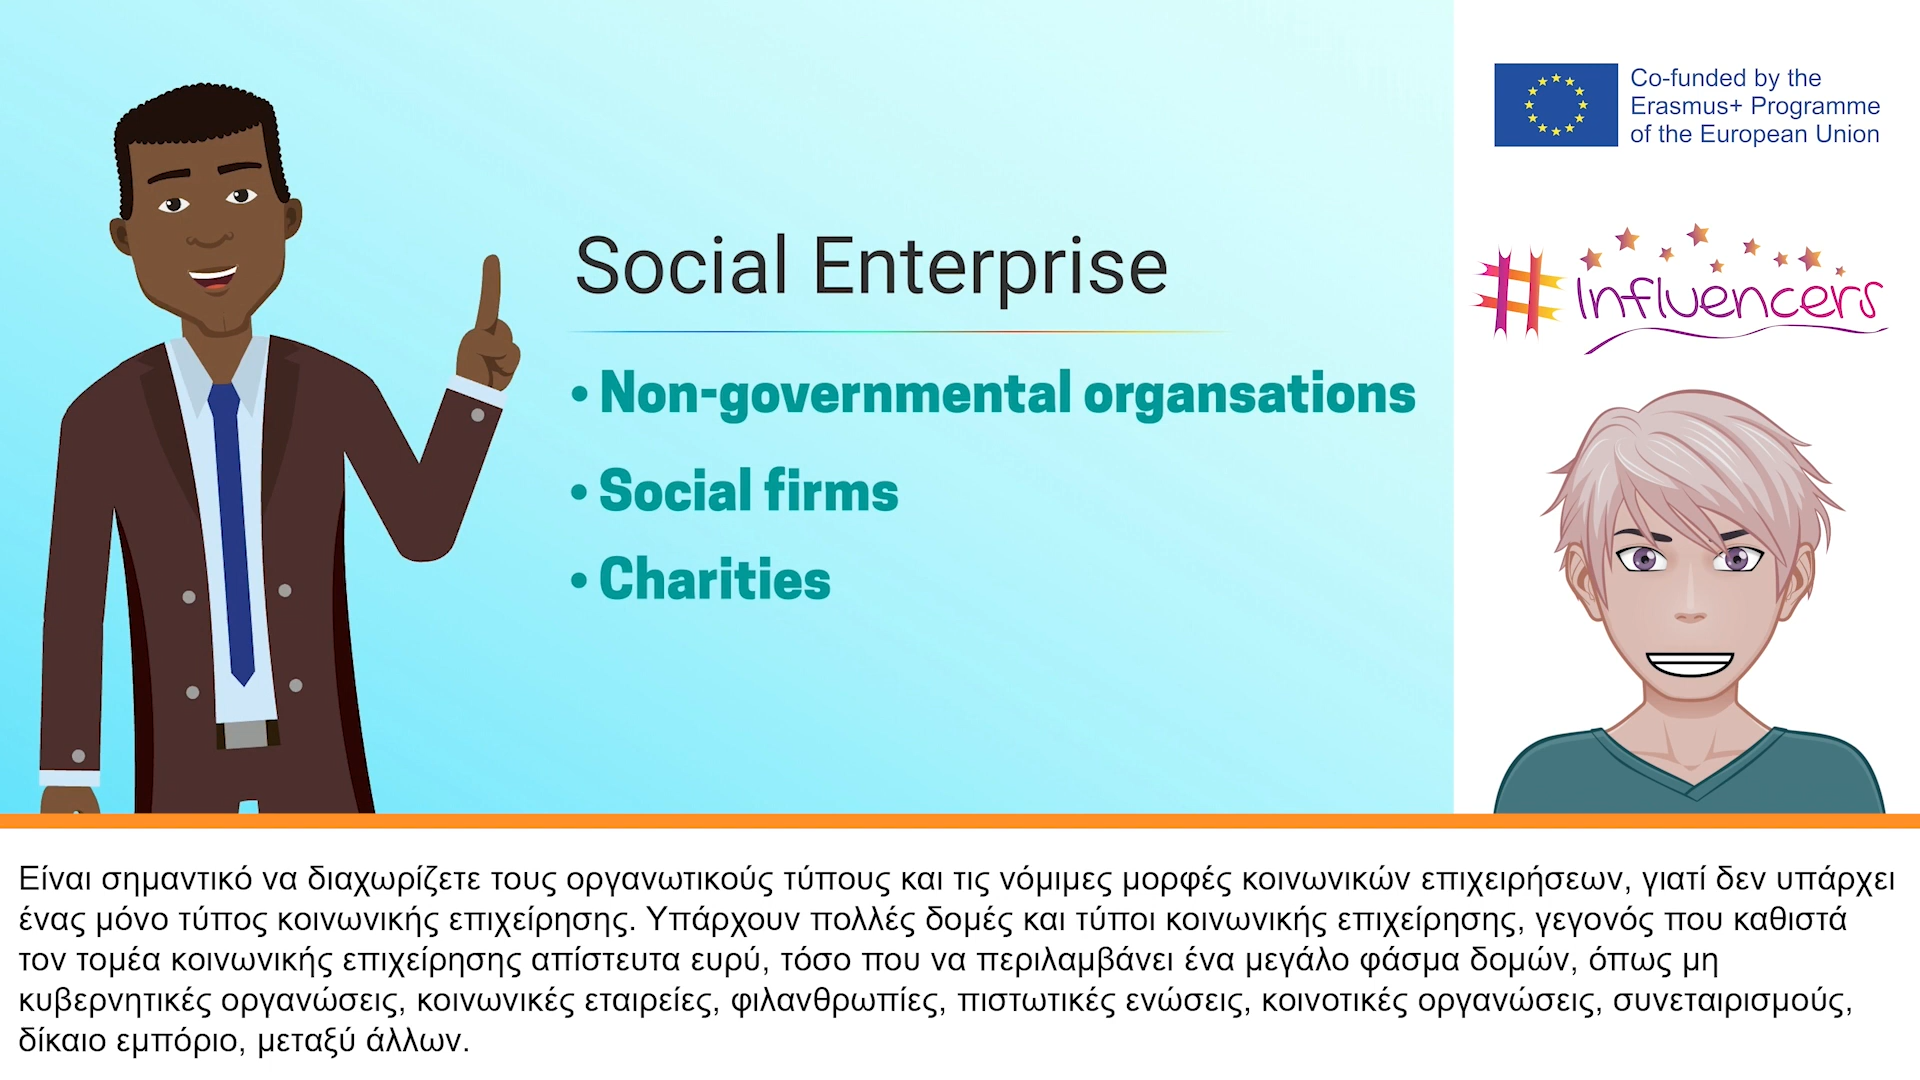 Co-funded by the
Erasmus+ Programme
of the European Union
#Influencers
Social Enterprise
• Non-governmental organsations
• Social firms
• Charities
Είναι σημαντικό να διαχωρίζετε τους οργανωτικούς τύπους και τις νόμιμες μορφές κοινωνικών επιχειρήσεων, γιατί δεν υπάρχει
ένας μόνο τύπος κοινωνικής επιχείρησης. Υπάρχουν πολλές δομές και τύποι κοινωνικής επιχείρησης, γεγονός που καθιστά
τον τομέα κοινωνικής επιχείρησης απίστευτα ευρύ, τόσο που να περιλαμβάνει ένα μεγάλο φάσμα δομών, όπως μη
κυβερνητικές οργανώσεις, κοινωνικές εταιρείες, φιλανθρωπίες, πιστωτικές ενώσεις, κοινοτικές οργανώσεις, συνεταιρισμούς,
δίκαιο εμπόριο, μεταξύ άλλων.